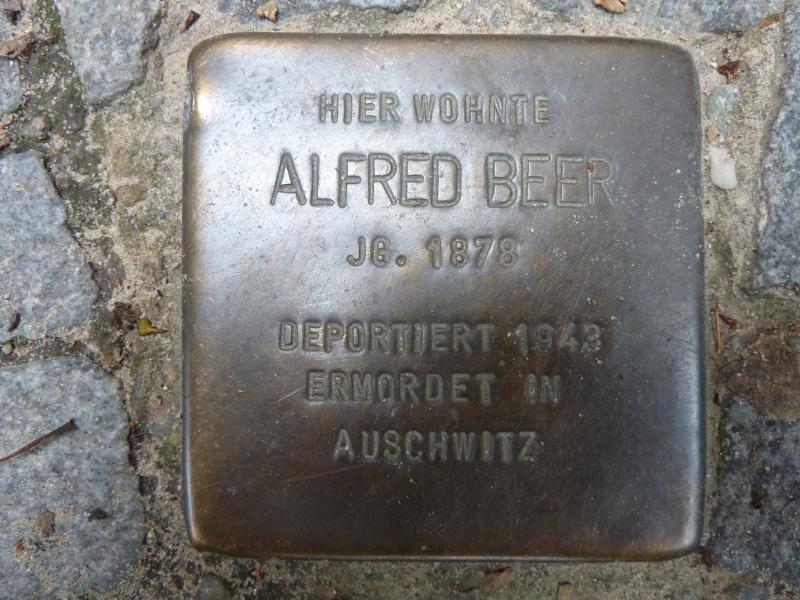 HIER WOHNTE
ALFRED BEER
JG. 1878
DEPORTIERT 1943
ERMORDET IN
AUSCHWITZ